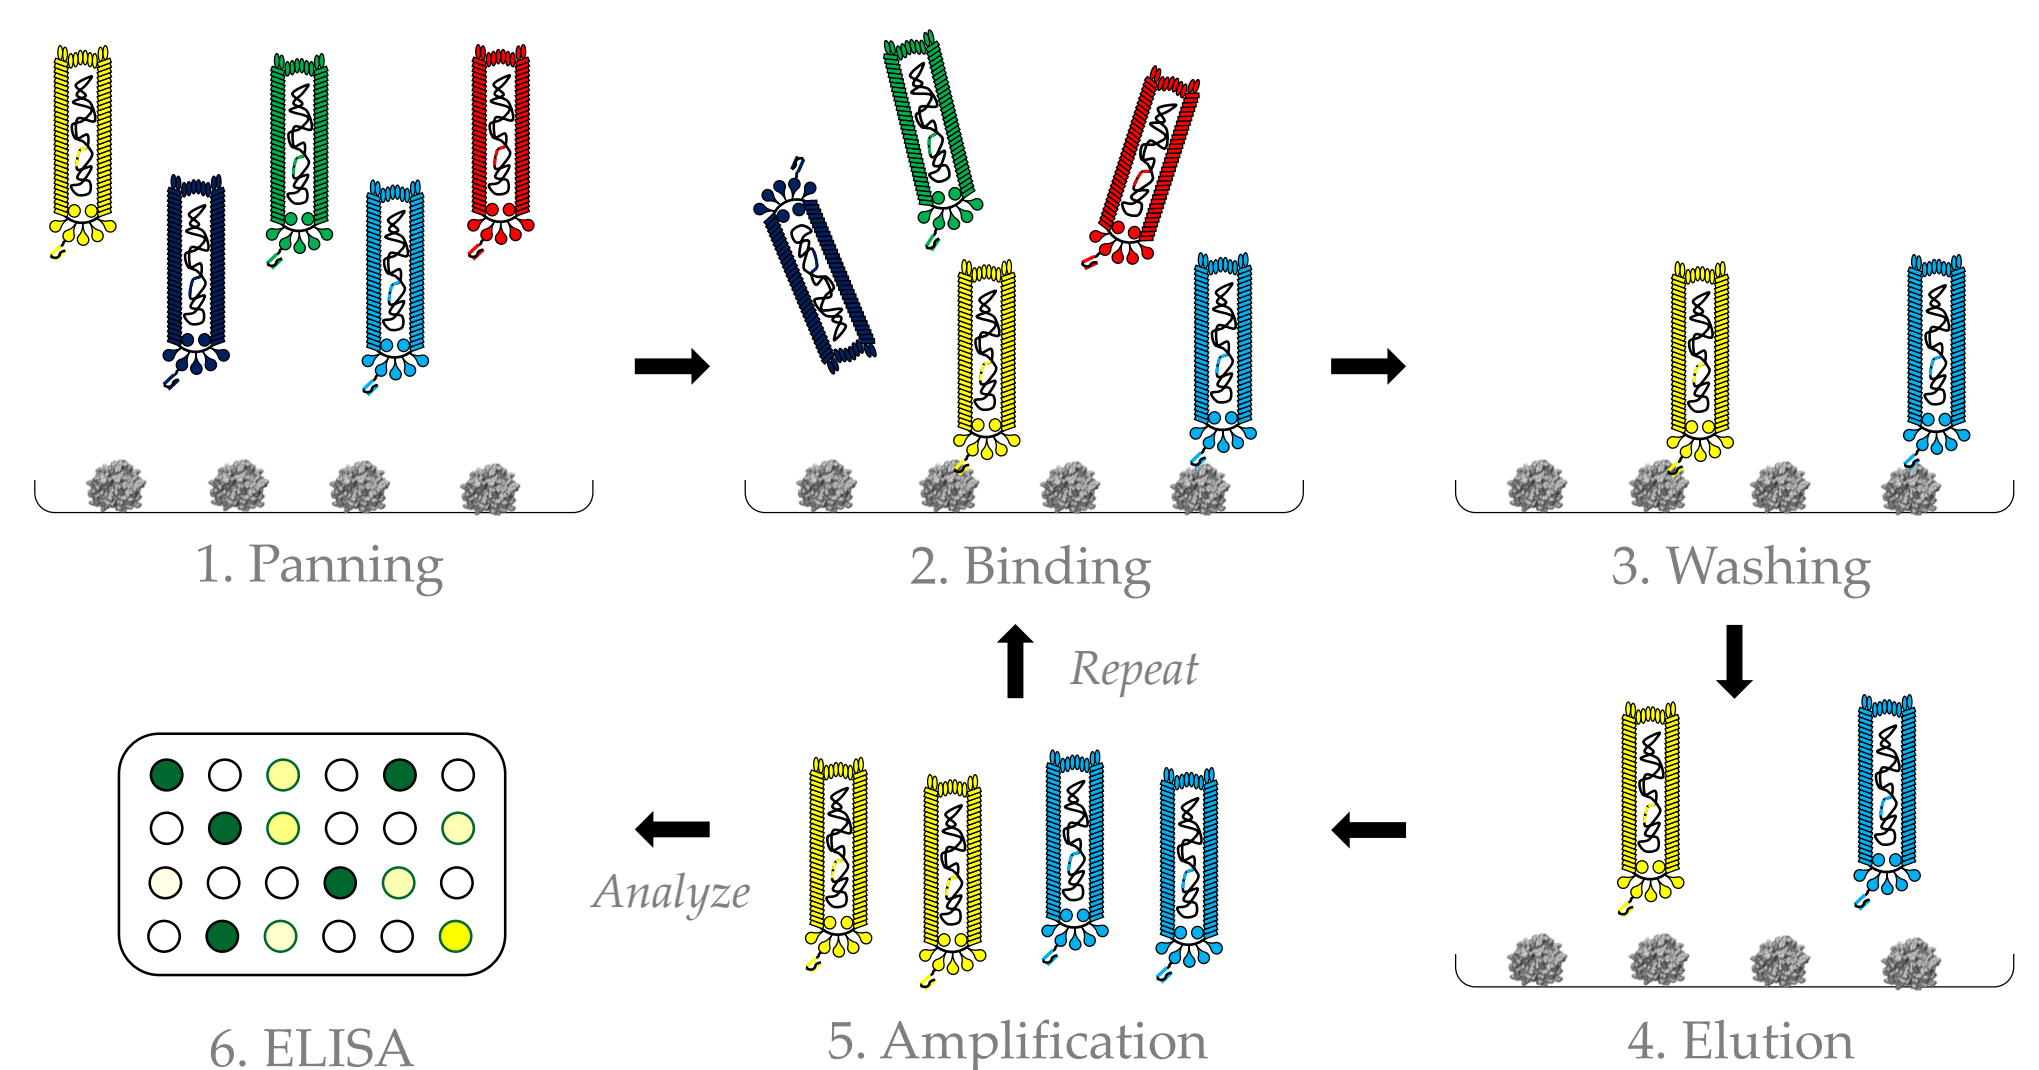 1. Panning
2. Binding
3. Washing
Repeat
Analyze
6. ELISA
5. Amplification
4. Elution